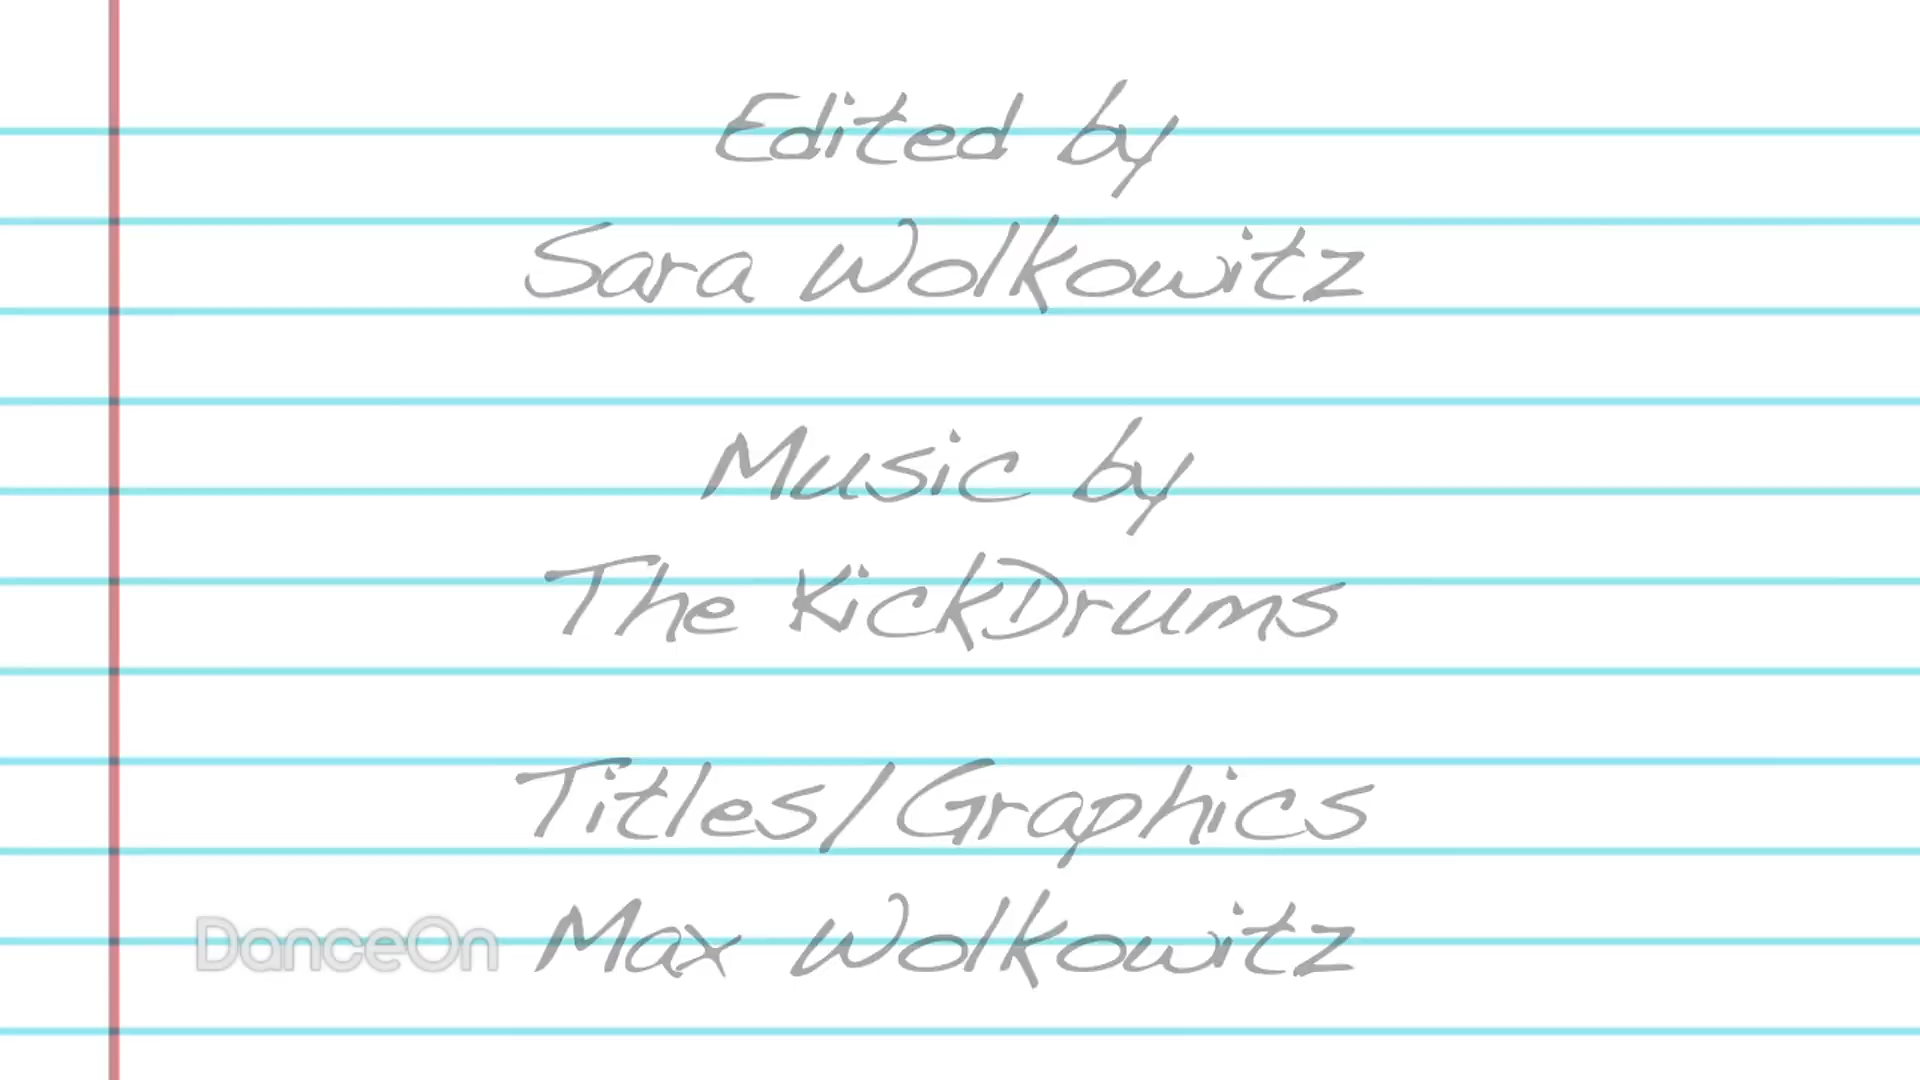 Edited by
Sara Wolkowitz
Music by
The KickDrums
Titles/Graphics
Max Wolkowitz
DanceOn